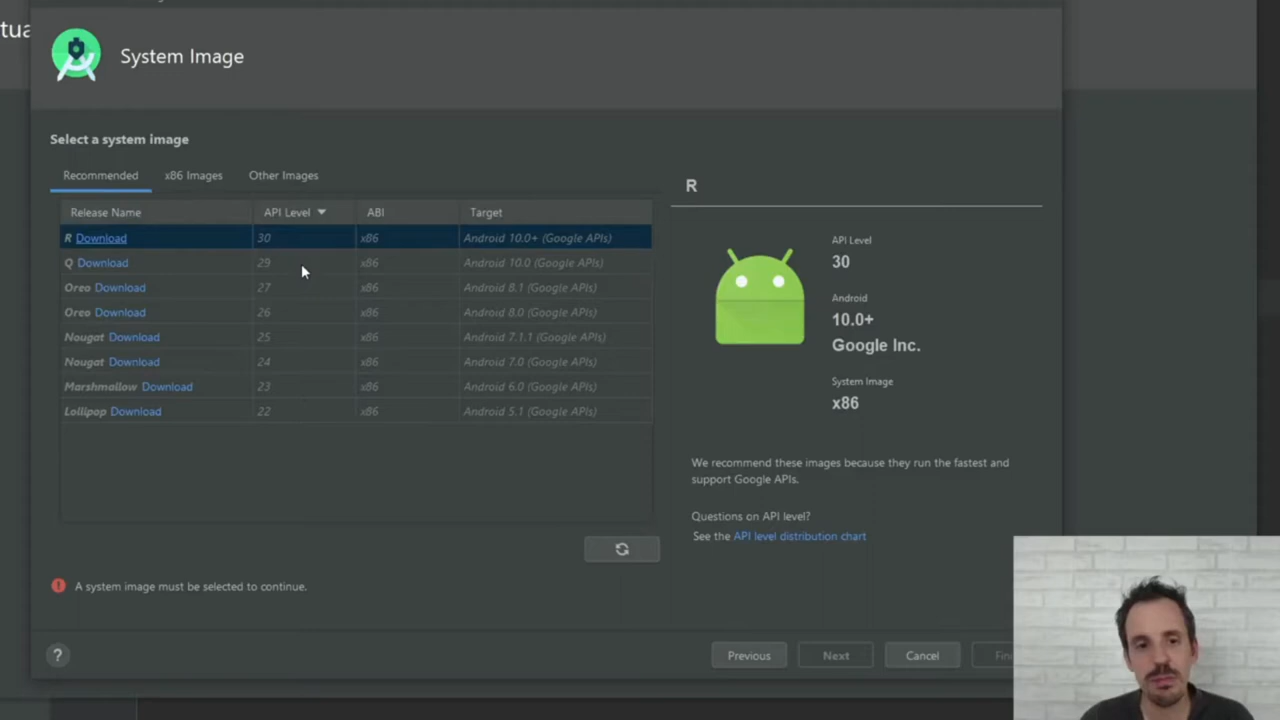 tua
System Image
Select a system image
Recommended x86 Images Other Images
Release Name API Level ABI Target
R Download 30 x86 Android 10.0+ (Google APIs)
Q Download 29 x86 Android 10.0 (Google APIs)
Oreo Download 27 x86 Android 8.1 (Google APIs)
Oreo Download 26 x86 Android 8.0 (Google APIs)
Nougat Download 25 x86 Android 7.1.1 (Google APIs)
Nougat Download 24 x86 Android 7.0 (Google APIs)
Marshmallow Download 23 x86 Android 6.0 (Google APIs)
Lollipop Download 22 x86 Android 5.1 (Google APIs)
R
API Level
30
Android
10.0+
Google Inc.
System Image
x86
We recommend these images because they run the fastest and
support Google APIs.
Questions on API level?
See the API level distribution chart
A system image must be selected to continue.
? Previous Next Cancel Fin